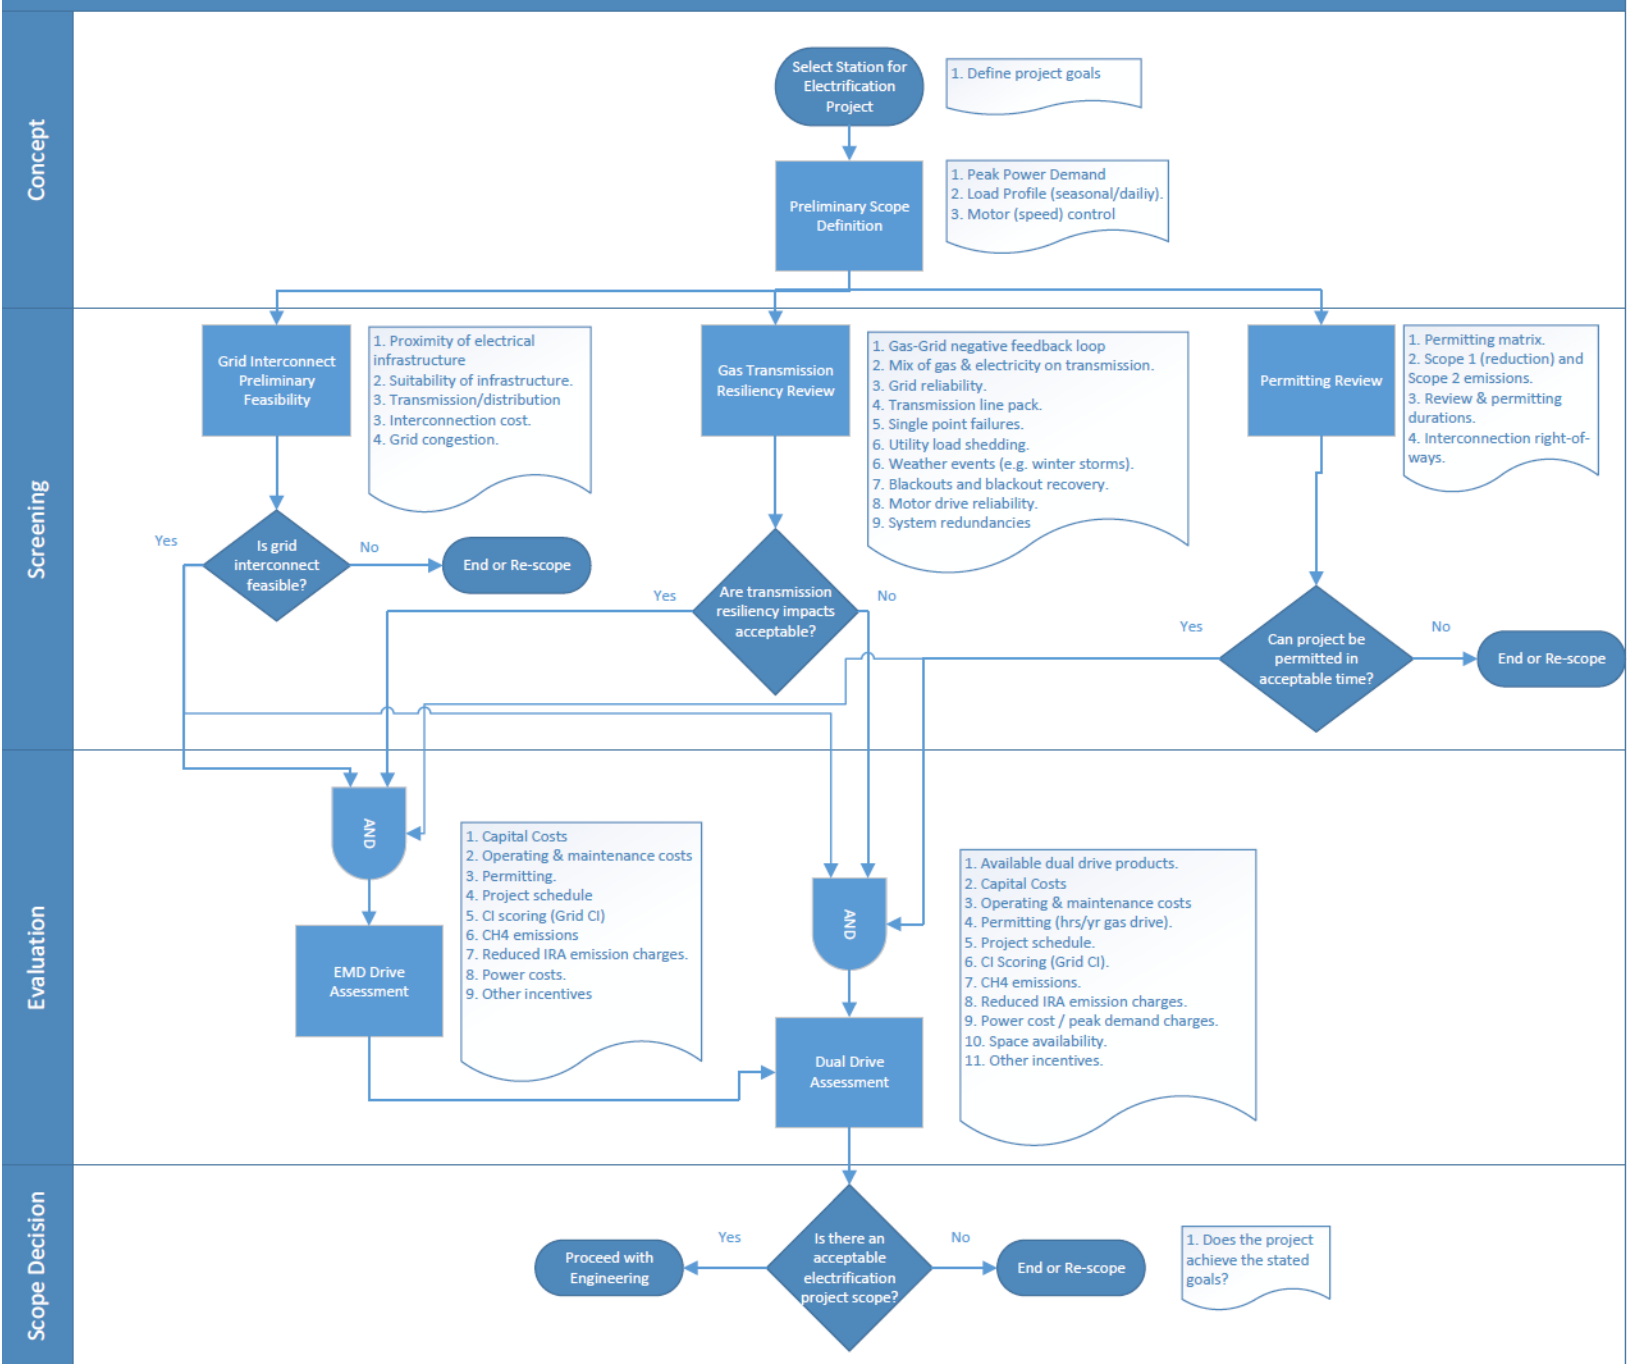 Concept
Select Station for
Electrification
Project
1. Define project goals
Preliminary Scope
Definition
1. Peak Power Demand
2. Load Profile (seasonal/dailiy).
3. Motor (speed) control
Screening
Grid Interconnect
Preliminary
Feasibility
1. Proximity of electrical
infrastructure
2. Suitability of infrastructure.
3. Transmission/distribution
3. Interconnection cost.
4. Grid congestion.
Gas Transmission
Resiliency Review
1. Gas-Grid negative feedback loop
2. Mix of gas & electricity on transmission.
3. Grid reliability.
4. Transmission line pack.
5. Single point failures.
6. Utility load shedding.
6. Weather events (e.g. winter storms).
7. Blackouts and blackout recovery.
8. Motor drive reliability.
9. System redundancies
Permitting Review
1. Permitting matrix.
2. Scope 1 (reduction) and
Scope 2 emissions.
3. Review & permitting
durations.
4. Interconnection right-of-
ways.
Yes
Is grid
interconnect
feasible?
No
End or Re-scope
Yes
Are transmission
resiliency impacts
acceptable?
No
Yes
Can project be
permitted in
acceptable time?
No
End or Re-scope
Evaluation
AND
1. Capital Costs
2. Operating & maintenance costs
3. Permitting.
4. Project schedule
5. CI scoring (Grid CI)
6. CH4 emissions
7. Reduced IRA emission charges.
8. Power costs.
9. Other incentives
EMD Drive
Assessment
AND
1. Available dual drive products.
2. Capital Costs
3. Operating & maintenance costs
4. Permitting (hrs/yr gas drive).
5. Project schedule.
6. CI Scoring (Grid CI).
7. CH4 emissions.
8. Reduced IRA emission charges.
9. Power cost / peak demand charges.
10. Space availability.
11. Other incentives.
Dual Drive
Assessment
Scope Decision
Proceed with
Engineering
Yes
Is there an
acceptable
electrification
project scope?
No
End or Re-scope
1. Does the project
achieve the stated
goals?